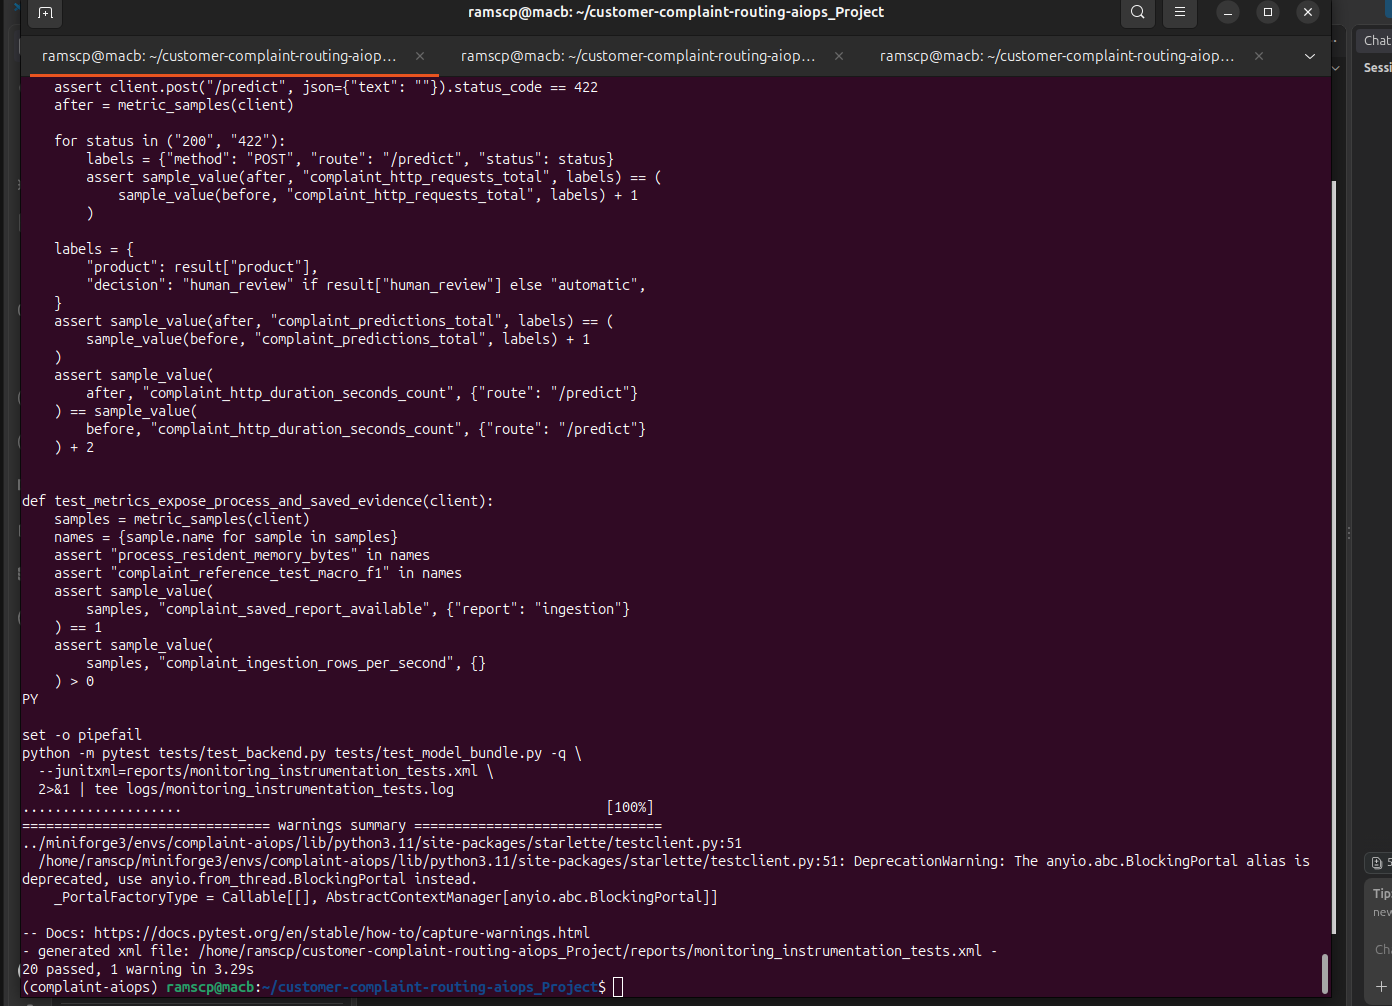 ramscp@macb: ~/customer-complaint-routing-aiops_Project
ramscp@macb: ~/customer-complaint-routing-aiop…
ramscp@macb: ~/customer-complaint-routing-aiop…
ramscp@macb: ~/customer-complaint-routing-aiop…
    assert client.post("/predict", json={"text": ""}).status_code == 422
    after = metric_samples(client)

    for status in ("200", "422"):
        labels = {"method": "POST", "route": "/predict", "status": status}
        assert sample_value(after, "complaint_http_requests_total", labels) == (
            sample_value(before, "complaint_http_requests_total", labels) + 1
        )

    labels = {
        "product": result["product"],
        "decision": "human_review" if result["human_review"] else "automatic",
    }
    assert sample_value(after, "complaint_predictions_total", labels) == (
        sample_value(before, "complaint_predictions_total", labels) + 1
    )
    assert sample_value(
        after, "complaint_http_duration_seconds_count", {"route": "/predict"}
    ) == sample_value(
        before, "complaint_http_duration_seconds_count", {"route": "/predict"}
    ) + 2


def test_metrics_expose_process_and_saved_evidence(client):
    samples = metric_samples(client)
    names = {sample.name for sample in samples}
    assert "process_resident_memory_bytes" in names
    assert "complaint_reference_test_macro_f1" in names
    assert sample_value(
        samples, "complaint_saved_report_available", {"report": "ingestion"}
    ) == 1
    assert sample_value(
        samples, "complaint_ingestion_rows_per_second", {}
    ) > 0
PY

set -o pipefail
python -m pytest tests/test_backend.py tests/test_model_bundle.py -q \
  --junitxml=reports/monitoring_instrumentation_tests.xml \
  2>&1 | tee logs/monitoring_instrumentation_tests.log
....................                                                     [100%]
=============================== warnings summary ===============================
../miniforge3/envs/complaint-aiops/lib/python3.11/site-packages/starlette/testclient.py:51
  /home/ramscp/miniforge3/envs/complaint-aiops/lib/python3.11/site-packages/starlette/testclient.py:51: DeprecationWarning: The anyio.abc.BlockingPortal alias is
deprecated, use anyio.from_thread.BlockingPortal instead.
    _PortalFactoryType = Callable[[], AbstractContextManager[anyio.abc.BlockingPortal]]

-- Docs: https://docs.pytest.org/en/stable/how-to/capture-warnings.html
- generated xml file: /home/ramscp/customer-complaint-routing-aiops_Project/reports/monitoring_instrumentation_tests.xml -
20 passed, 1 warning in 3.29s
(complaint-aiops) ramscp@macb:~/customer-complaint-routing-aiops_Project$
Chat